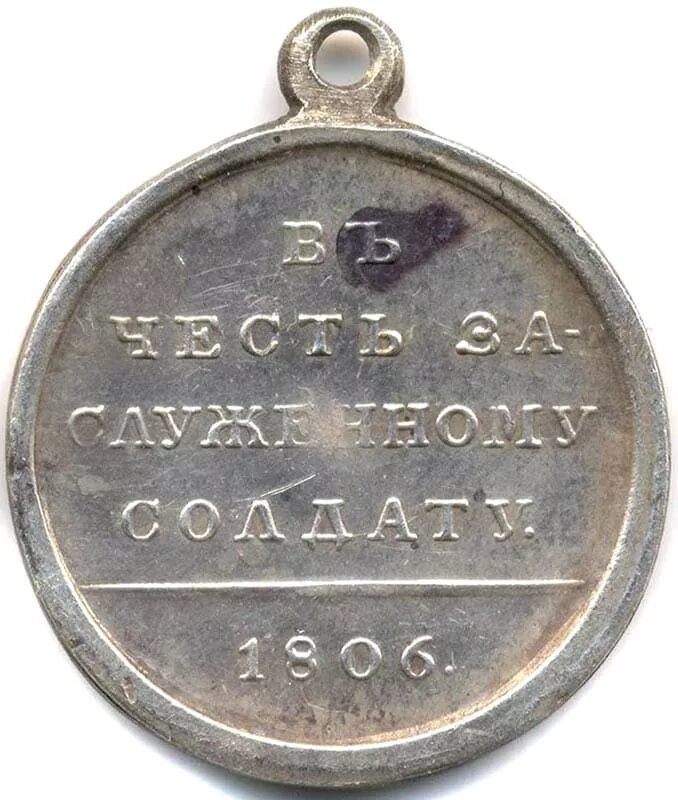 ВЪ
ЧЕСТЬ ЗА-
СЛУЖЕННОМУ
СОЛДАТУ.
1806.